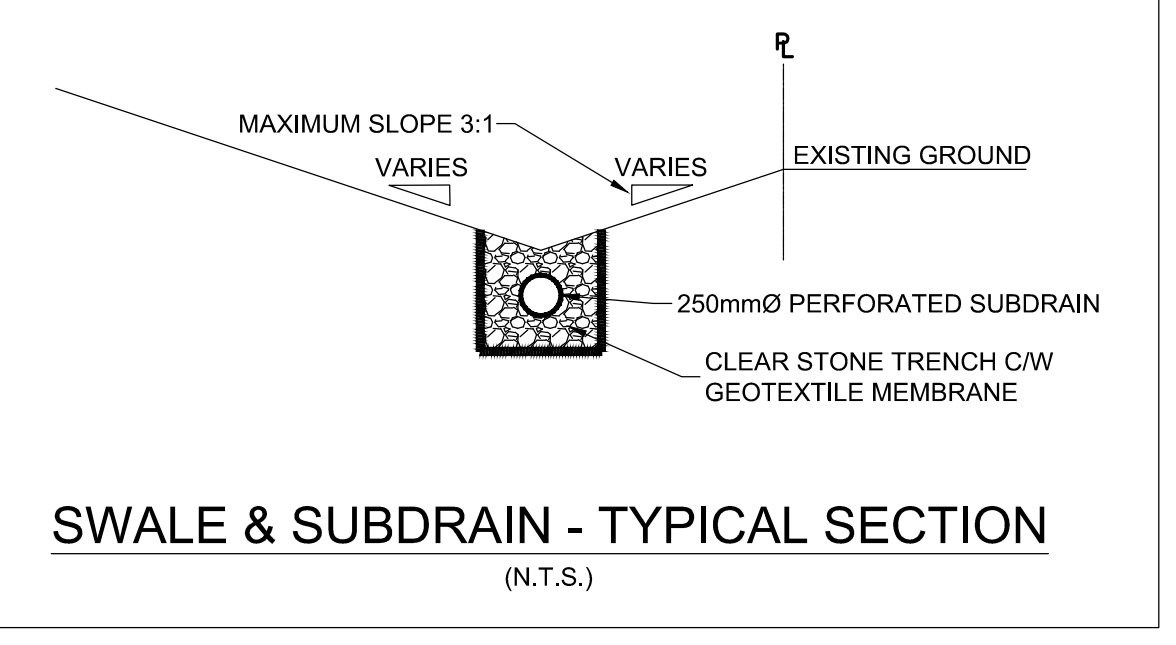 PL
MAXIMUM SLOPE 3:1
VARIES
VARIES
EXISTING GROUND
250mmØ PERFORATED SUBDRAIN
CLEAR STONE TRENCH C/W
GEOTEXTILE MEMBRANE
SWALE & SUBDRAIN - TYPICAL SECTION
(N.T.S.)